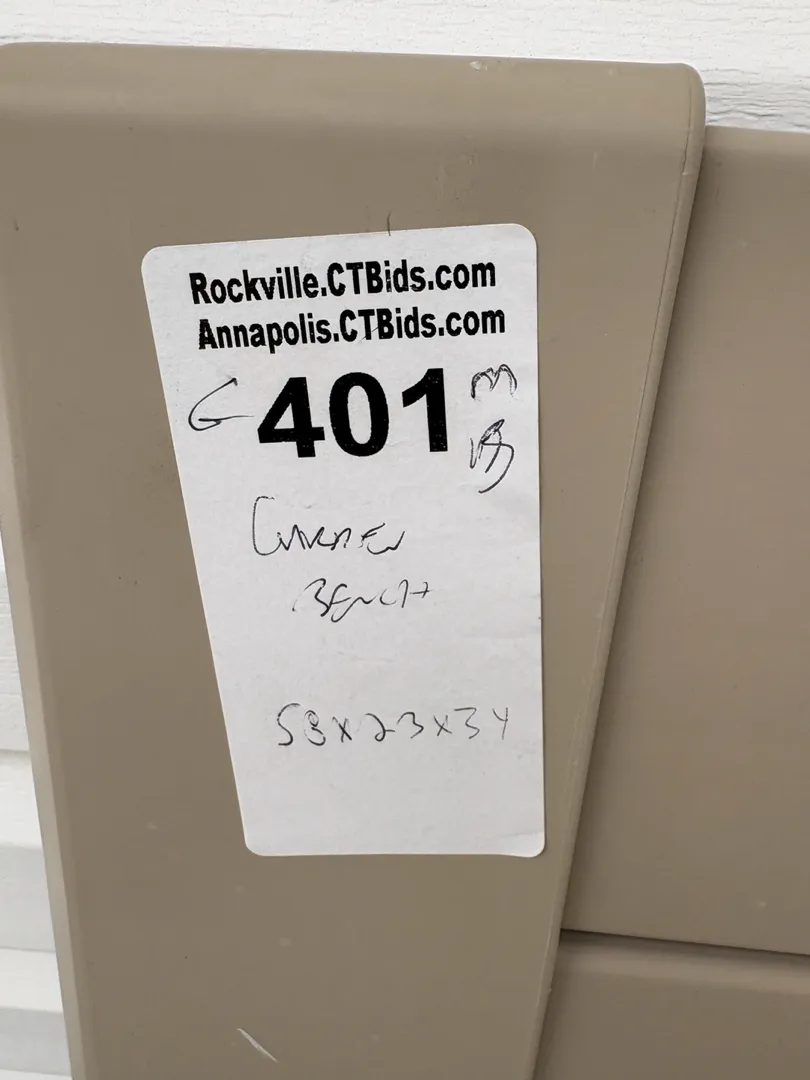 Rockville.CTBids.com
Annapolis.CTBids.com
G 401 m
GARDEN
BENCH
58x23x34